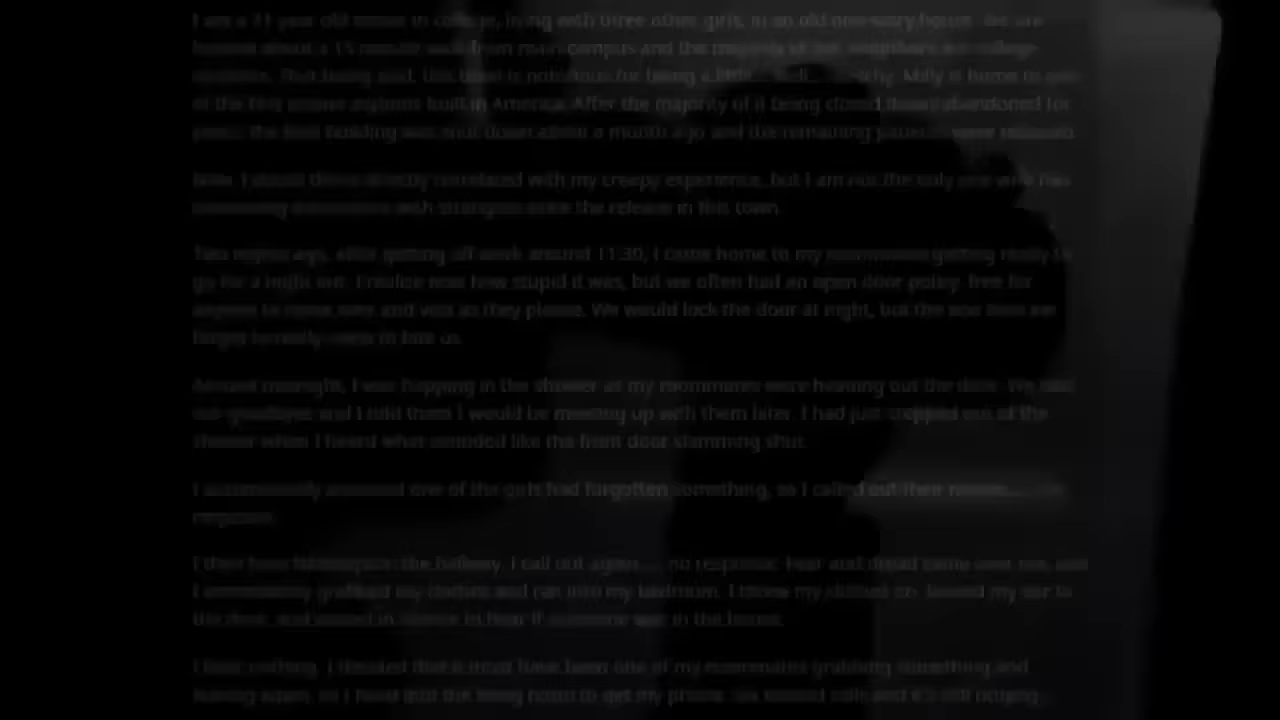 I am a 21 year old senior in college, living with three other girls, in an old one-story home. We are
located about a 15 minute walk from main campus and the majority of our neighbors are college
students. That being said, this town is notorious for being a little... well... sketchy. Milly is home to one
of the first insane asylums built in America. After the majority of it being closed down abandoned for
years, the final building was shut down about a month ago and the remaining patients were released.
Now, I doubt this directly correlated with my creepy experience, but I am not the only one who has
encounters with strangers since the release in this town.
Two nights ago, after getting off work around 11:30, I came home to my roommates getting ready to
go for a night out. I realize now how stupid it was, but we often had an open door policy, free for
anyone to come over and visit as they please. We would lock the door at night, but the one time we
forgot to really came to bite us.
Around midnight, I was hopping in the shower as my roommates were heading out the door. We said
our goodbyes and I told them I would be meeting up with them later. I had just stepped out of the
shower when I heard what sounded like the front door slamming shut.
I automatically assumed one of the girls had forgotten something, so I called out their names... no
response.
I then hear footsteps in the hallway. I call out again.... no response. Fear and dread came over me, and
I immediately grabbed my clothes and ran into my bedroom. I threw my clothes on, leaned my ear to
the door, and waited in silence to hear if someone was in the house.
I hear nothing. I decided that it must have been one of my roommates grabbing something and
leaving again, so I head into the living room to get my phone. six missed calls and it's still ringing...